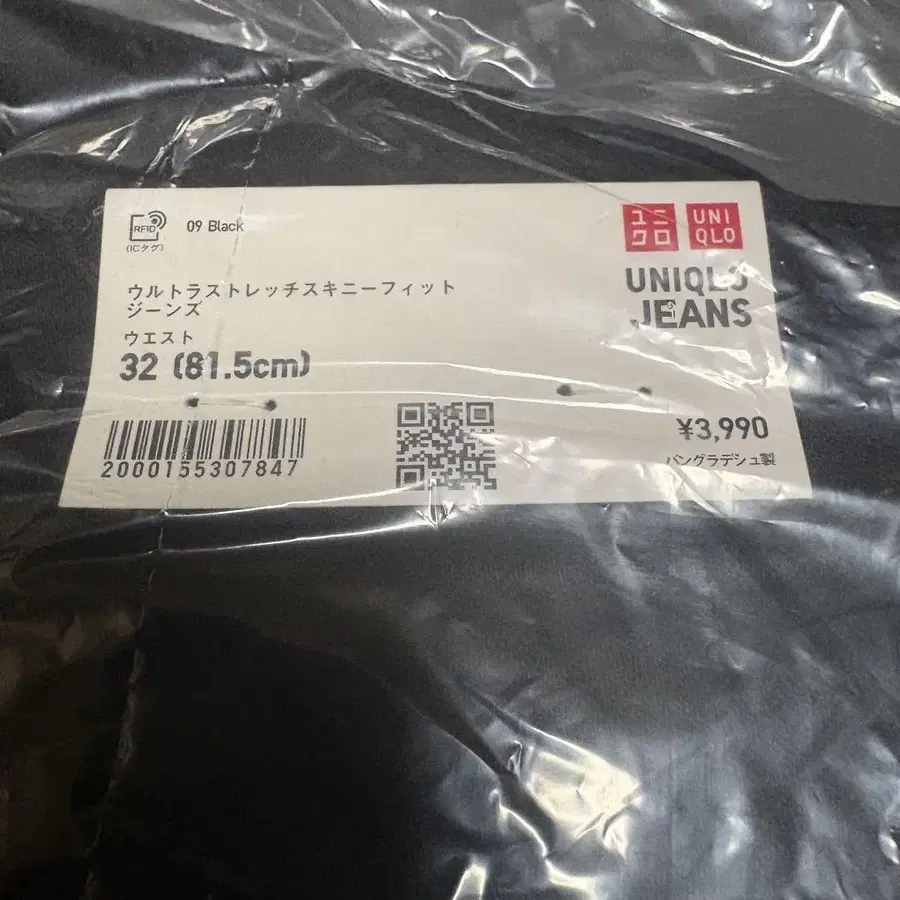 RFID
(ICタグ)
09 Black
ユニ
クロ
UNI
QLO
UNIQLO
JEANS
ウルトラストレッチスキニーフィット
ジーンズ
ウエスト
32 (81.5cm)
2000155307847
¥3,990
バングラデシュ製